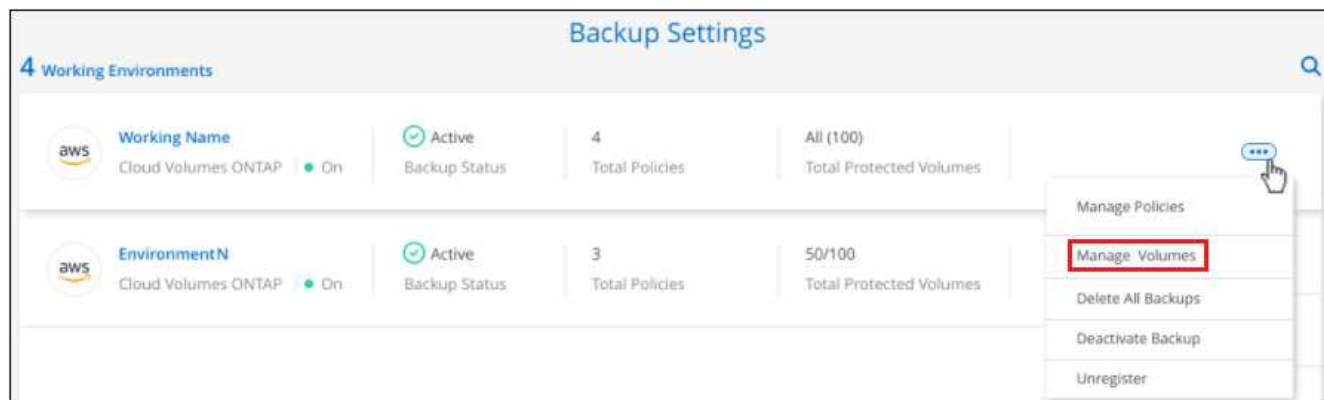 Backup Settings
4 Working Environments
aws
Working Name
Cloud Volumes ONTAP
On
Active
Backup Status
4
Total Policies
All (100)
Total Protected Volumes
Manage Policies
Manage Volumes
Delete All Backups
Deactivate Backup
Unregister
aws
EnvironmentN
Cloud Volumes ONTAP
On
Active
Backup Status
3
Total Policies
50/100
Total Protected Volumes